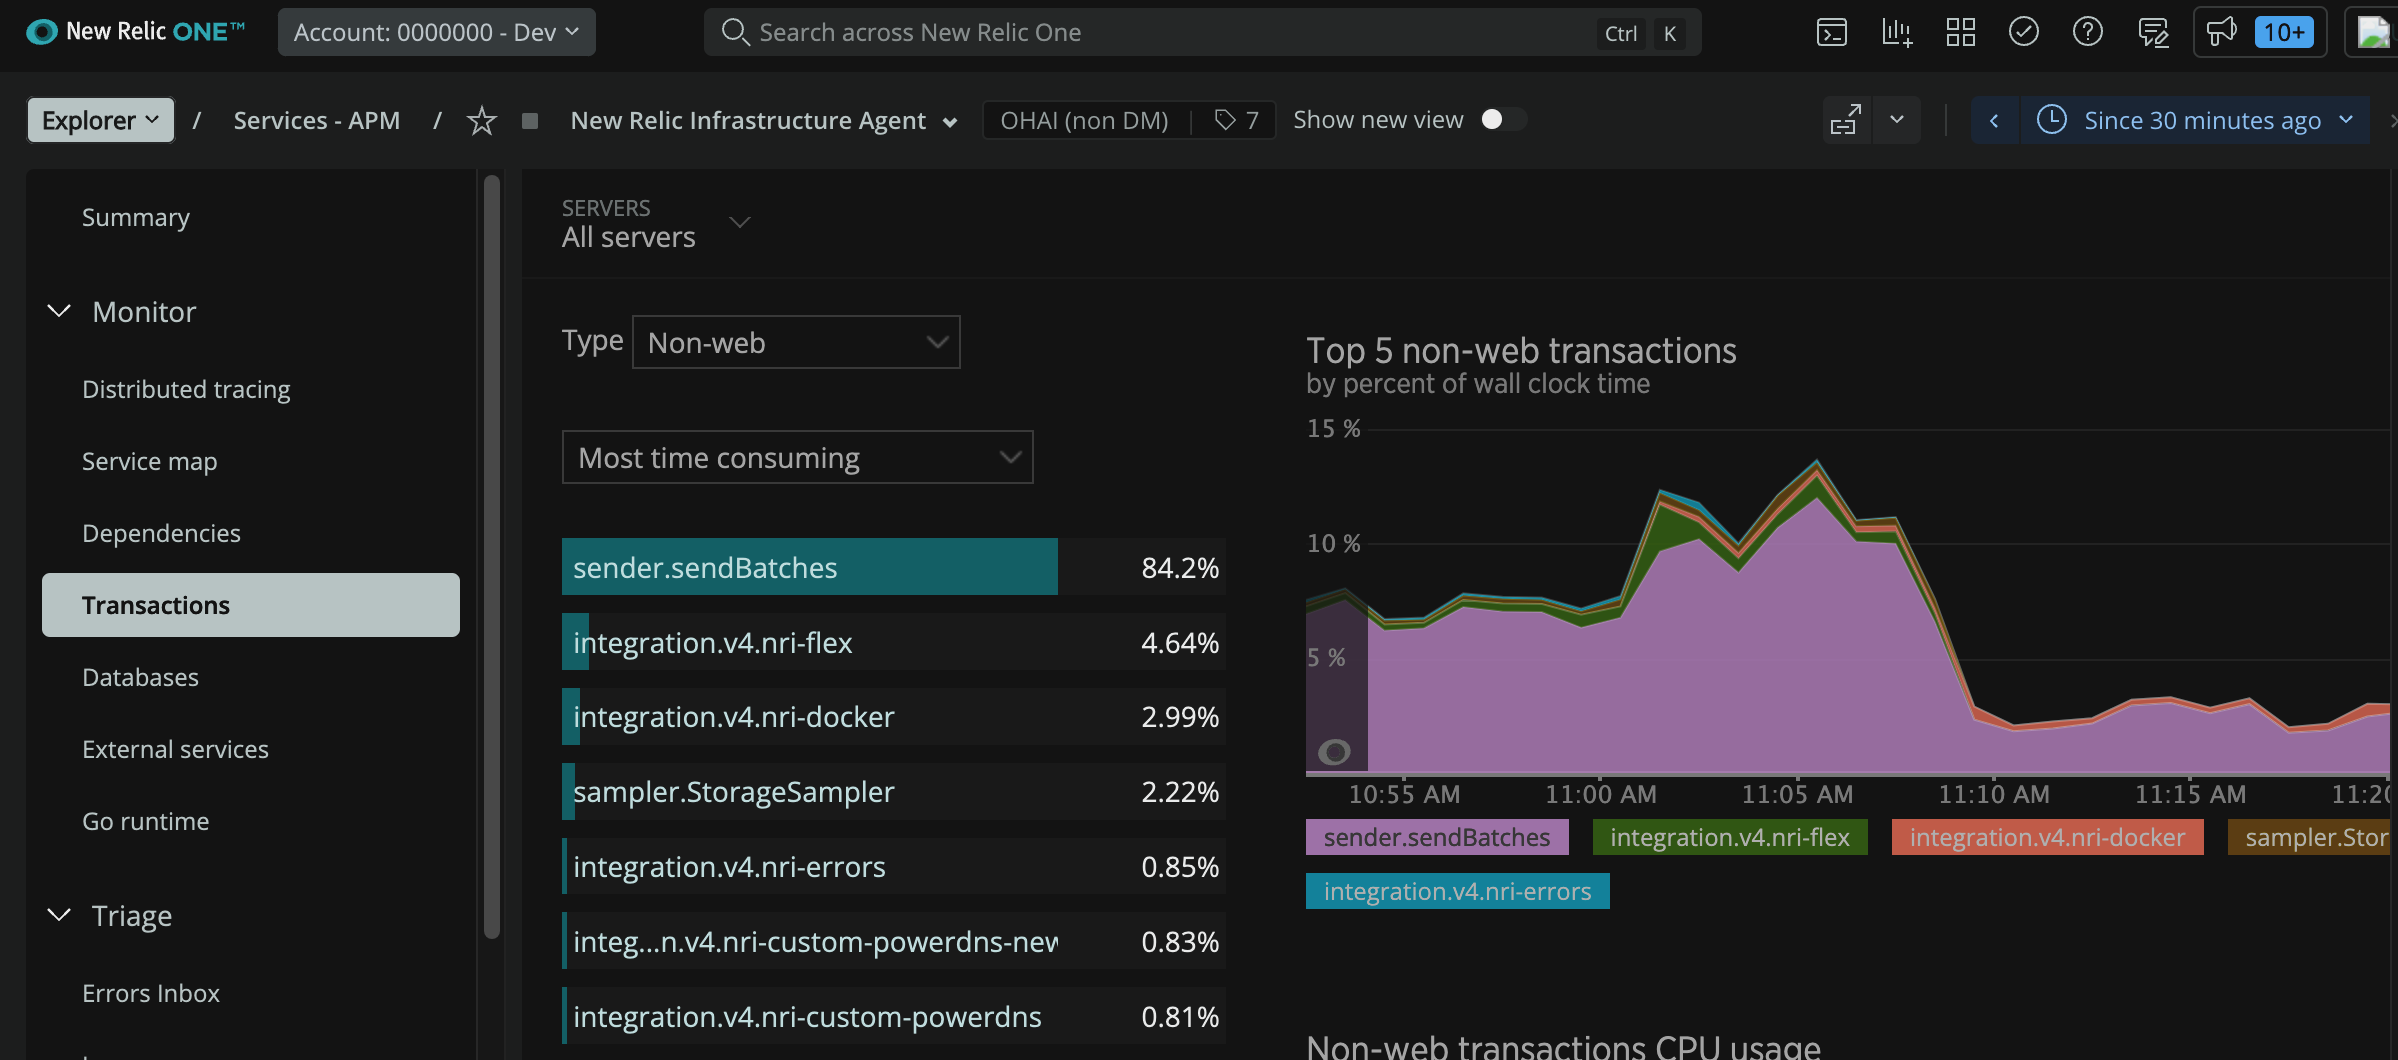 New Relic ONE™
Account: 0000000 - Dev
Search across New Relic One
Ctrl K
10+
Explorer / Services - APM / New Relic Infrastructure Agent
OHAI (non DM) 7
Show new view
Since 30 minutes ago
Summary
Monitor
Distributed tracing
Service map
Dependencies
Transactions
Databases
External services
Go runtime
Triage
Errors Inbox
SERVERS
All servers
Type Non-web
Most time consuming
sender.sendBatches 84.2%
integration.v4.nri-flex 4.64%
integration.v4.nri-docker 2.99%
sampler.StorageSampler 2.22%
integration.v4.nri-errors 0.85%
integ...n.v4.nri-custom-powerdns-new 0.83%
integration.v4.nri-custom-powerdns 0.81%
Top 5 non-web transactions
by percent of wall clock time
15 %
10 %
5 %
10:55 AM 11:00 AM 11:05 AM 11:10 AM 11:15 AM 11:20
sender.sendBatches integration.v4.nri-flex integration.v4.nri-docker sampler.Stor
integration.v4.nri-errors
Non-web transactions CPU usage